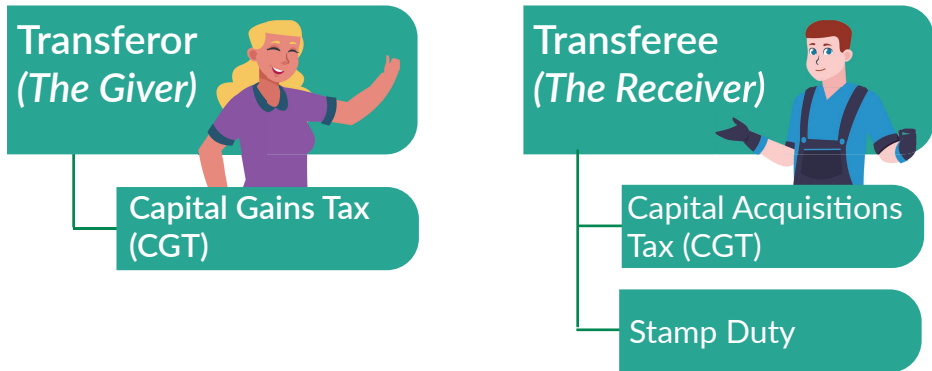 Transferor
(The Giver)
Capital Gains Tax
(CGT)
Transferee
(The Receiver)
Capital Acquisitions
Tax (CGT)
Stamp Duty